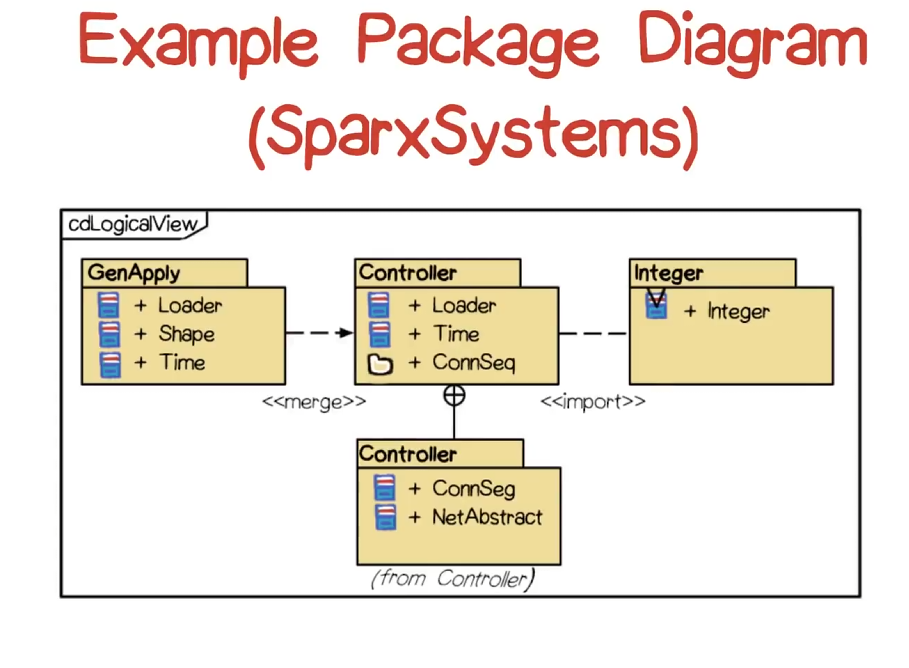 Example Package Diagram
(SparxSystems)
cdLogicalView
GenApply
+ Loader
+ Shape
+ Time
Controller
+ Loader
+ Time
+ ConnSeq
Integer
+ Integer
<<merge>>
<<import>>
Controller
+ ConnSeg
+ NetAbstract
(from Controller)